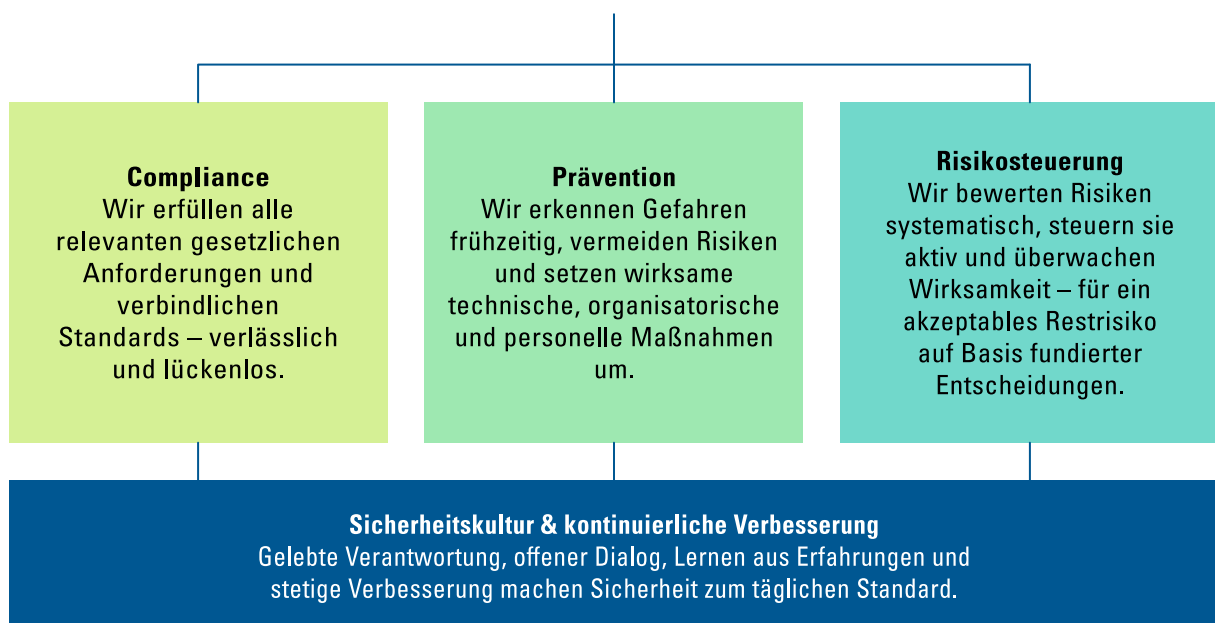 Compliance
Wir erfüllen alle
relevanten gesetzlichen
Anforderungen und
verbindlichen
Standards – verlässlich
und lückenlos.
Prävention
Wir erkennen Gefahren
frühzeitig, vermeiden Risiken
und setzen wirksame
technische, organisatorische
und personelle Maßnahmen
um.
Risikosteuerung
Wir bewerten Risiken
systematisch, steuern sie
aktiv und überwachen
Wirksamkeit – für ein
akzeptables Restrisiko
auf Basis fundierter
Entscheidungen.
Sicherheitskultur & kontinuierliche Verbesserung
Gelebte Verantwortung, offener Dialog, Lernen aus Erfahrungen und
stetige Verbesserung machen Sicherheit zum täglichen Standard.